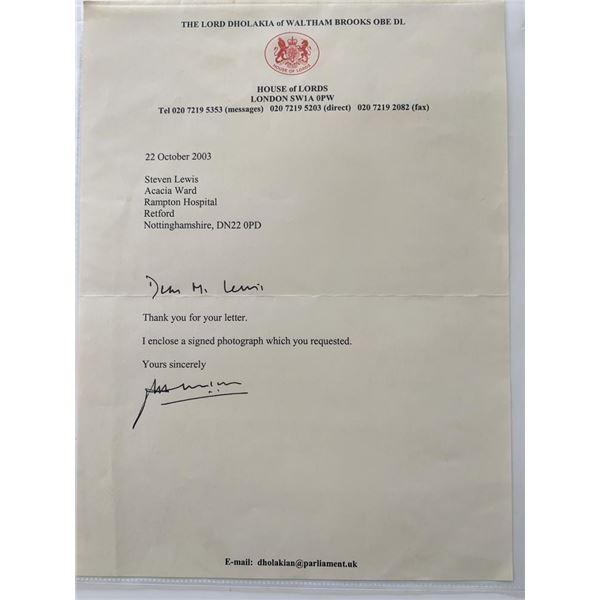 THE LORD DHOLAKIA of WALTHAM BROOKS OBE DL
HOUSE OF LORDS
HOUSE of LORDS
LONDON SW1A 0PW
Tel 020 7219 5353 (messages) 020 7219 5203 (direct) 020 7219 2082 (fax)
22 October 2003
Steven Lewis
Acacia Ward
Rampton Hospital
Retford
Nottinghamshire, DN22 0PD
Dear Mr. Lewis
Thank you for your letter.
I enclose a signed photograph which you requested.
Yours sincerely
E-mail: dholakian@parliament.uk